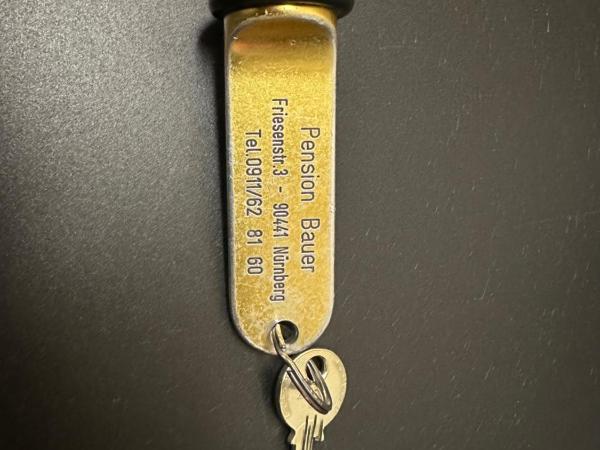 Pension Bauer
Friesenstr.3 - 90441 Nürnberg
Tel.0911/62 81 60